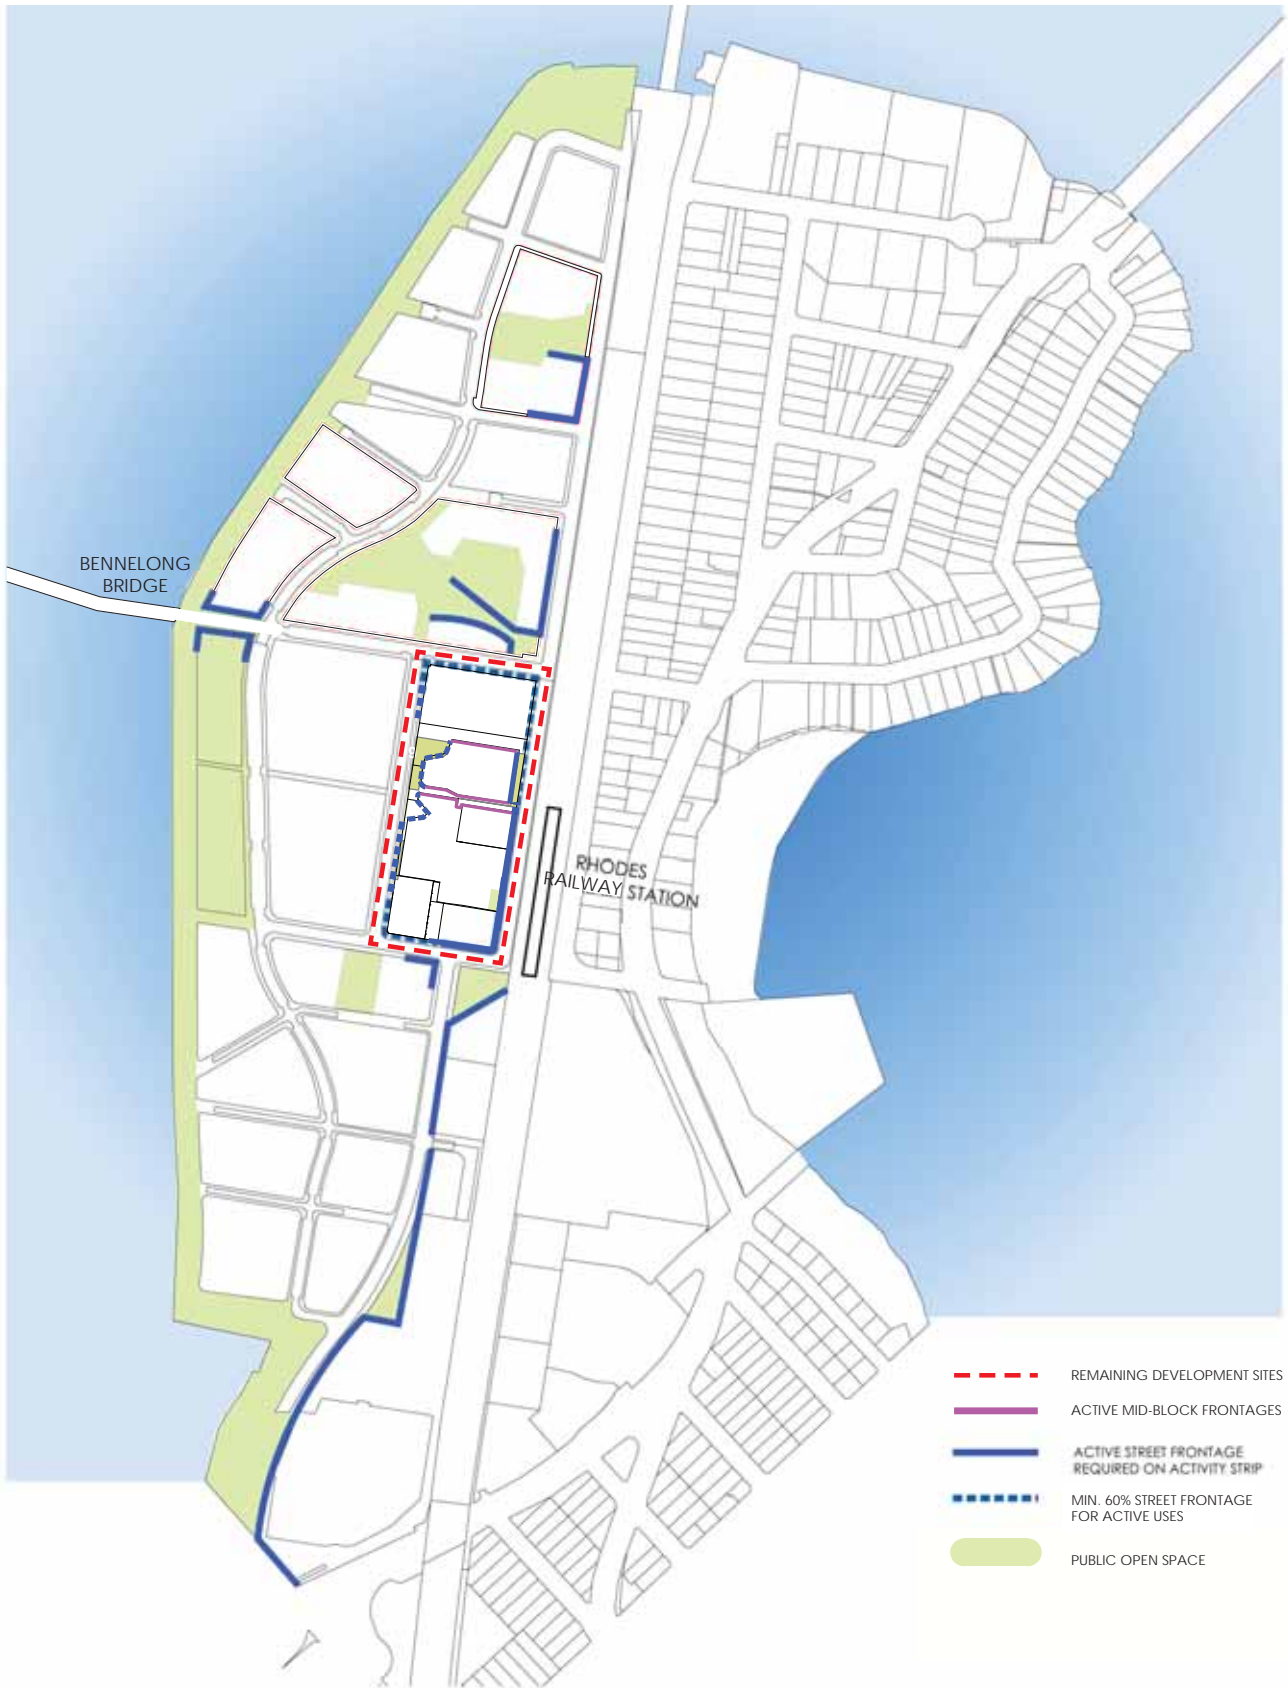 BENNELONG
BRIDGE
RHODES
RAILWAY STATION
REMAINING DEVELOPMENT SITES
ACTIVE MID-BLOCK FRONTAGES
ACTIVE STREET FRONTAGE
REQUIRED ON ACTIVITY STRIP
MIN. 60% STREET FRONTAGE
FOR ACTIVE USES
PUBLIC OPEN SPACE